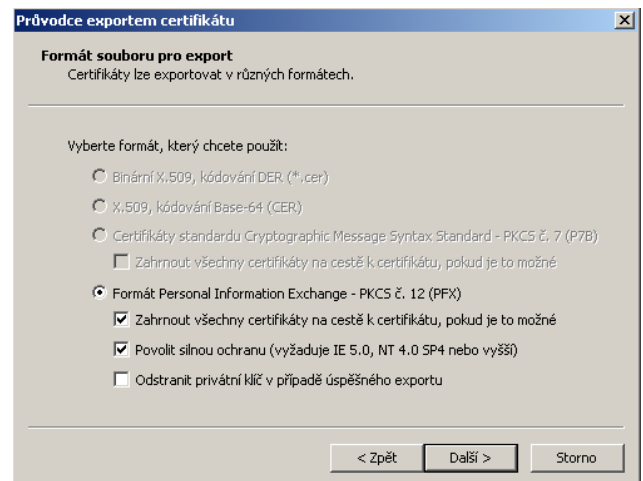 Průvodce exportem certifikátu
Formát souboru pro export
Certifikáty lze exportovat v různých formátech.
Vyberte formát, který chcete použít:
Binární X.509, kódování DER (*.cer)
X.509, kódování Base-64 (CER)
Certifikáty standardu Cryptographic Message Syntax Standard - PKCS č. 7 (P7B)
Zahrnout všechny certifikáty na cestě k certifikátu, pokud je to možné
Formát Personal Information Exchange - PKCS č. 12 (PFX)
Zahrnout všechny certifikáty na cestě k certifikátu, pokud je to možné
Povolit silnou ochranu (vyžaduje IE 5.0, NT 4.0 SP4 nebo vyšší)
Odstranit privátní klíč v případě úspěšného exportu
< Zpět Další > Storno